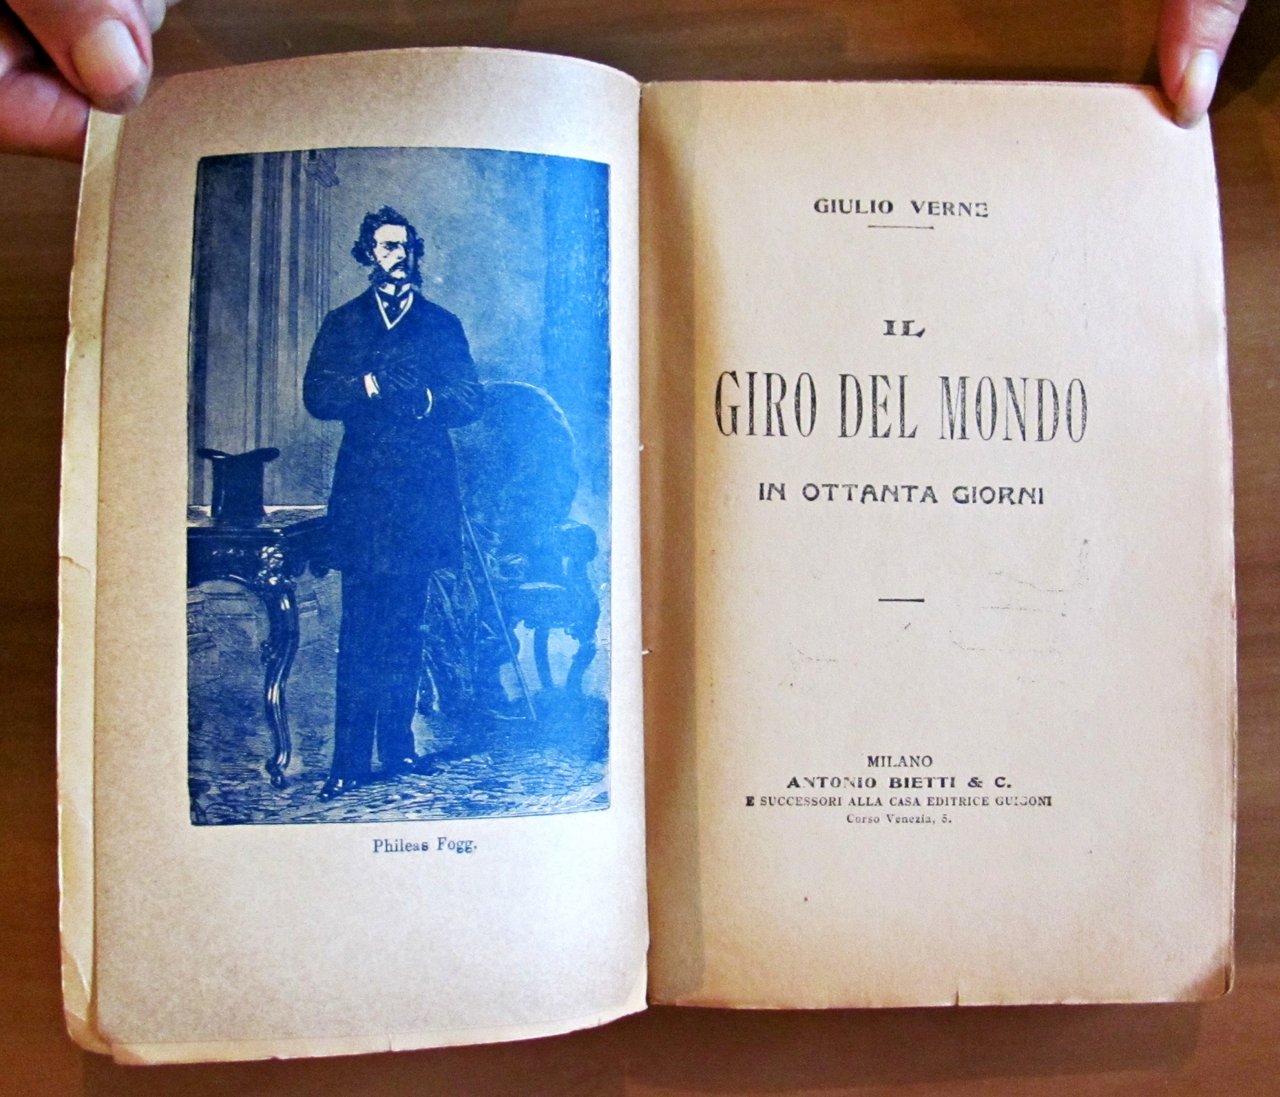 Phileas Fogg.
GIULIO VERNE
IL
GIRO DEL MONDO
IN OTTANTA GIORNI
MILANO
ANTONIO BIETTI & C.
E SUCCESSORI ALLA CASA EDITRICE GUIGONI
Corso Venezia, 5.